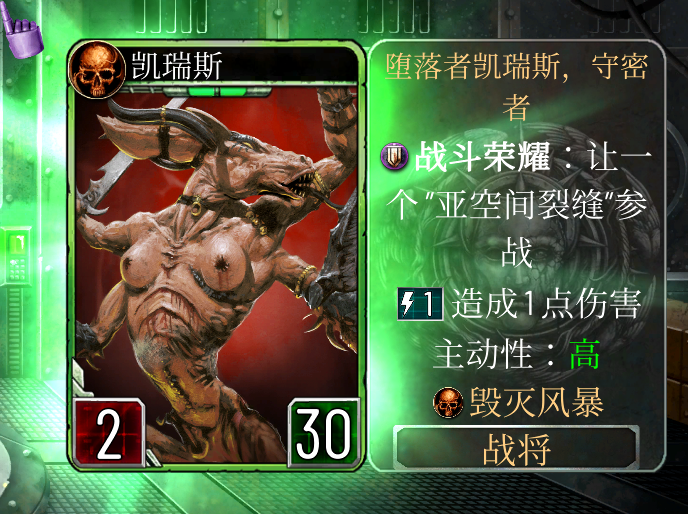 凯瑞斯
2
30
堕落者凯瑞斯，守密
者
战斗荣耀：让一
个"亚空间裂缝"参
战
1 造成1点伤害
主动性：高
毁灭风暴
战将